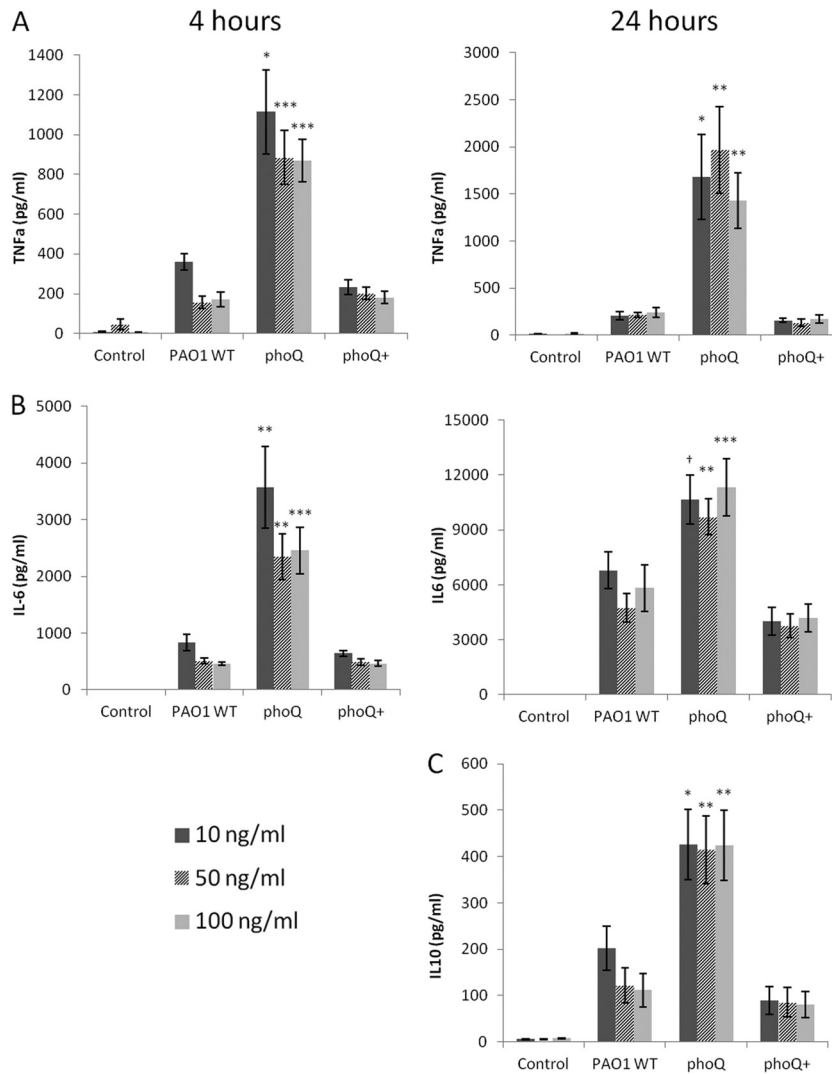 A
4 hours
24 hours
TNFa (pg/ml)
1400
1200
1000
800
600
400
200
0
*
***
***
Control
PAO1 WT
phoQ
phoQ+
TNFa (pg/ml)
3000
2500
2000
1500
1000
500
0
*
**
**
Control
PAO1 WT
phoQ
phoQ+
B
IL-6 (pg/ml)
5000
4000
3000
2000
1000
0
**
**
***
Control
PAO1 WT
phoQ
phoQ+
IL6 (pg/ml)
15000
12000
9000
6000
3000
0
†
**
***
Control
PAO1 WT
phoQ
phoQ+
10 ng/ml
50 ng/ml
100 ng/ml
C
IL10 (pg/ml)
600
500
400
300
200
100
0
*
**
**
Control
PAO1 WT
phoQ
phoQ+